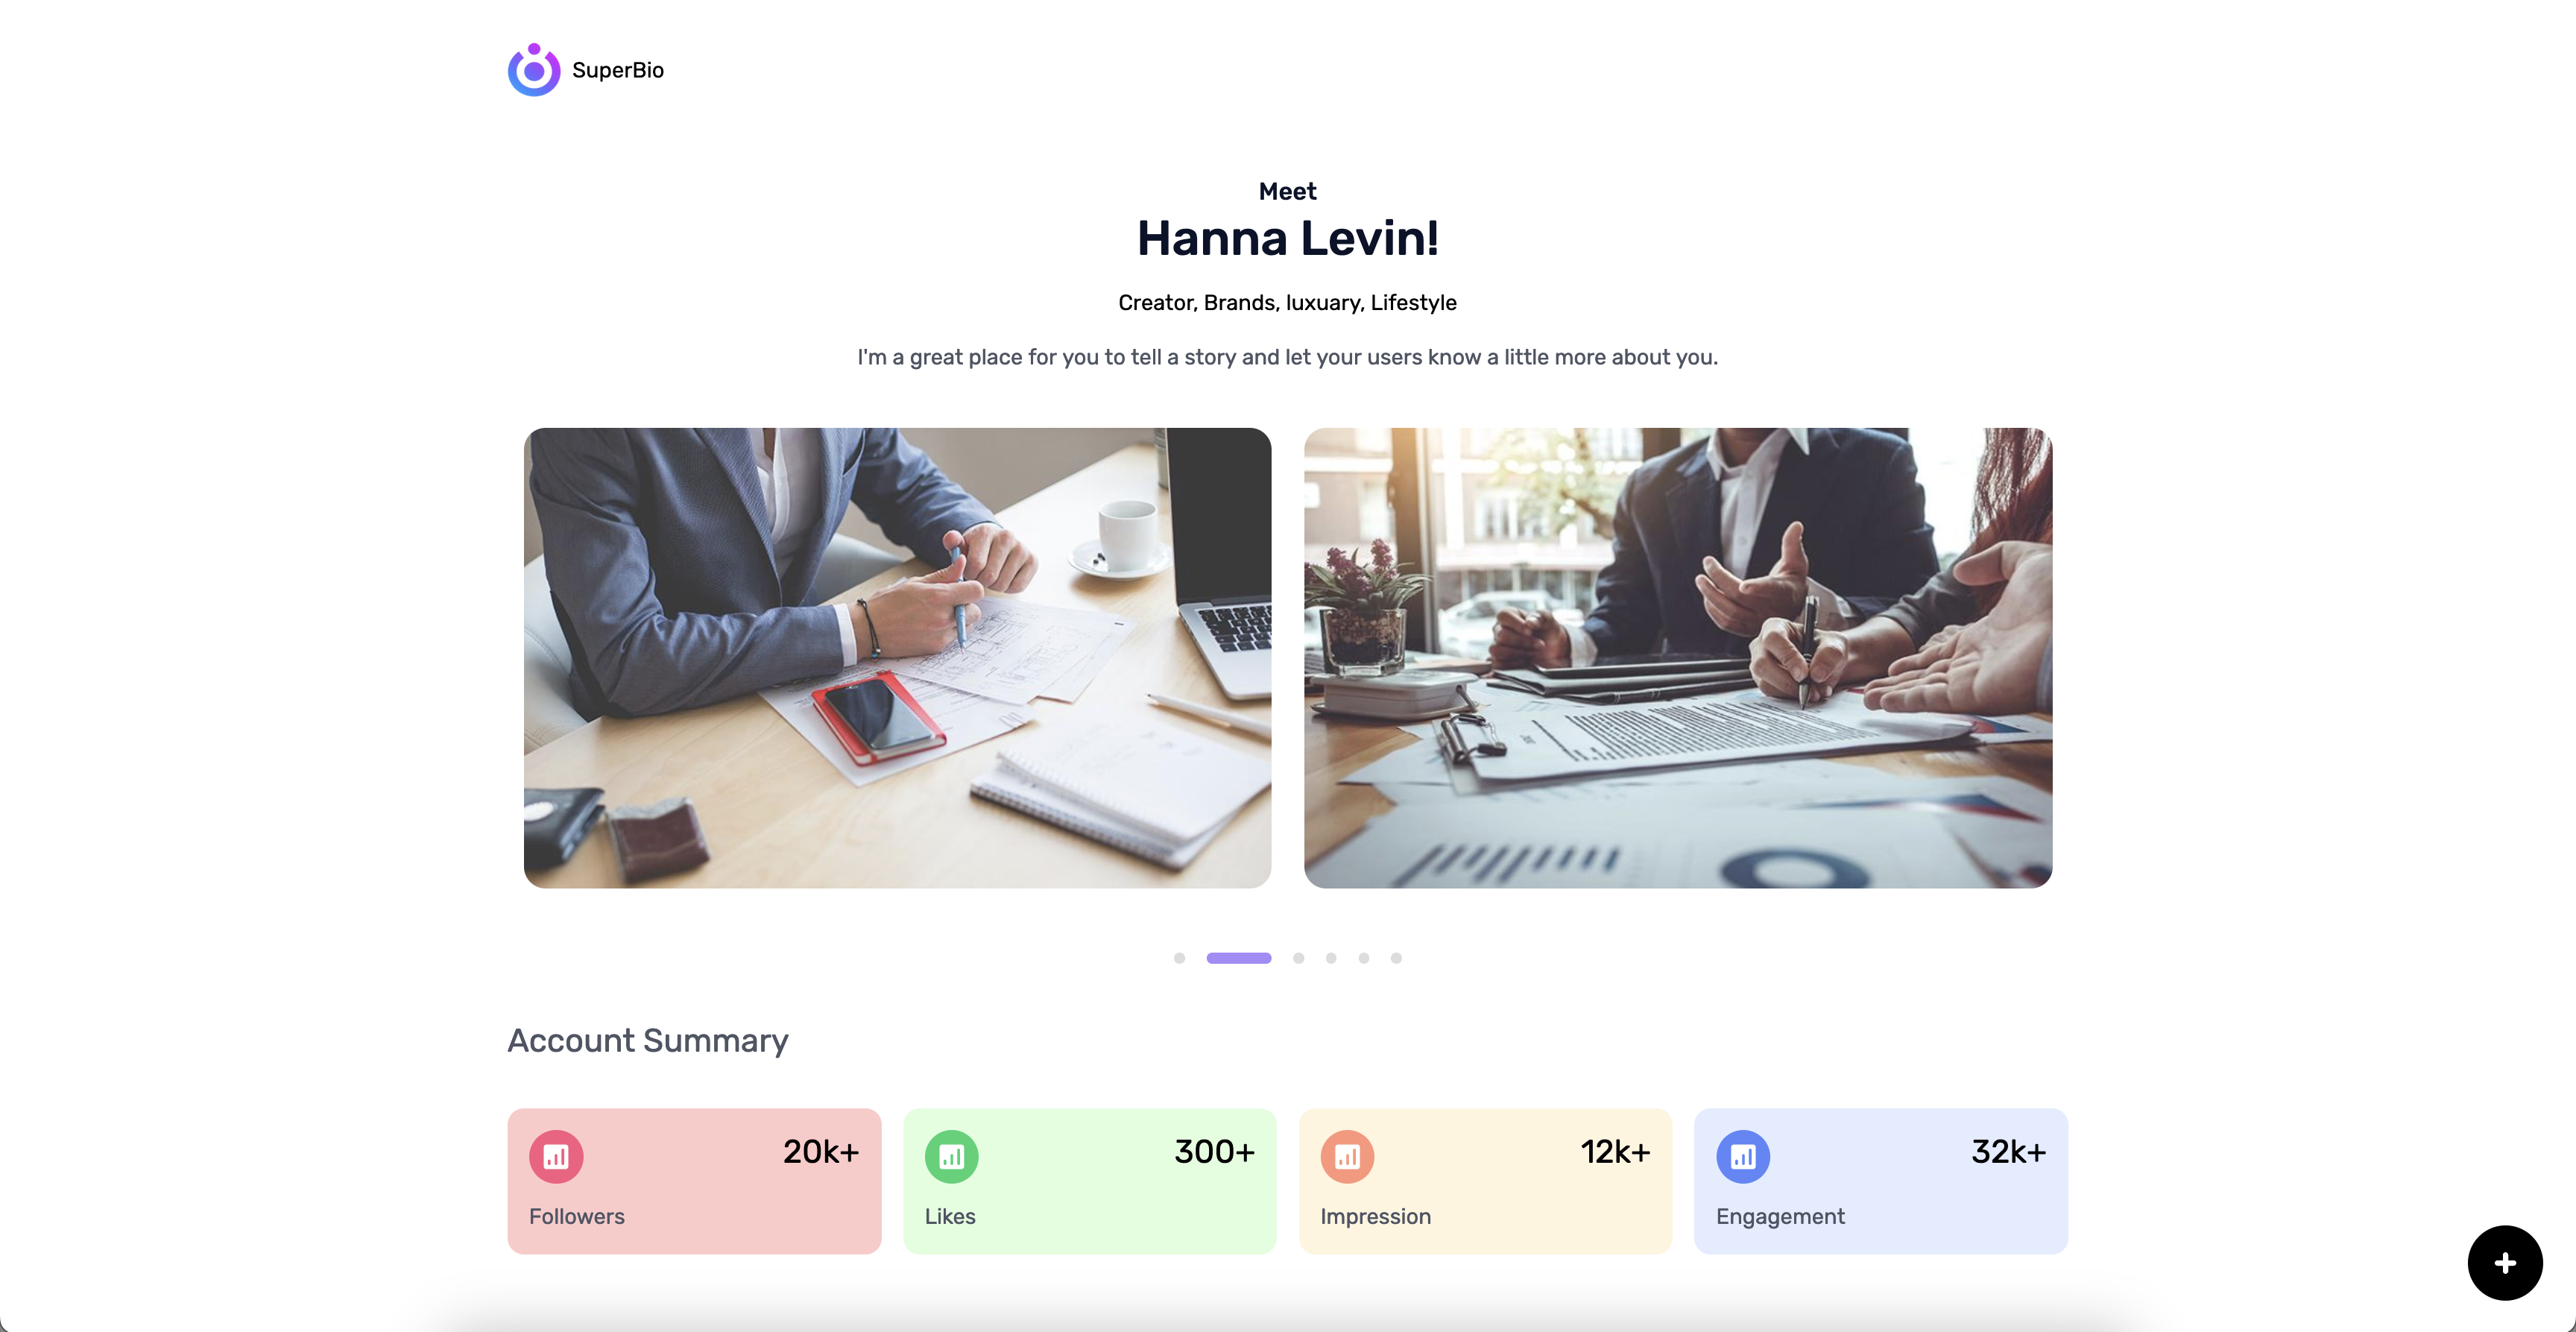 SuperBio
Meet
Hanna Levin!
Creator, Brands, luxuary, Lifestyle
I'm a great place for you to tell a story and let your users know a little more about you.
Account Summary
20k+
Followers
300+
Likes
12k+
Impression
32k+
Engagement